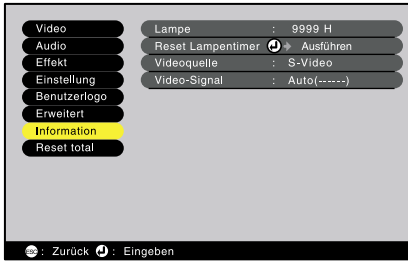 Video
Audio
Effekt
Einstellung
Benutzerlogo
Erweitert
Information
Reset total
Lampe : 9999 H
Reset Lampentimer Ausführen
Videoquelle : S-Video
Video-Signal : Auto(------)
ESC : Zurück : Eingeben